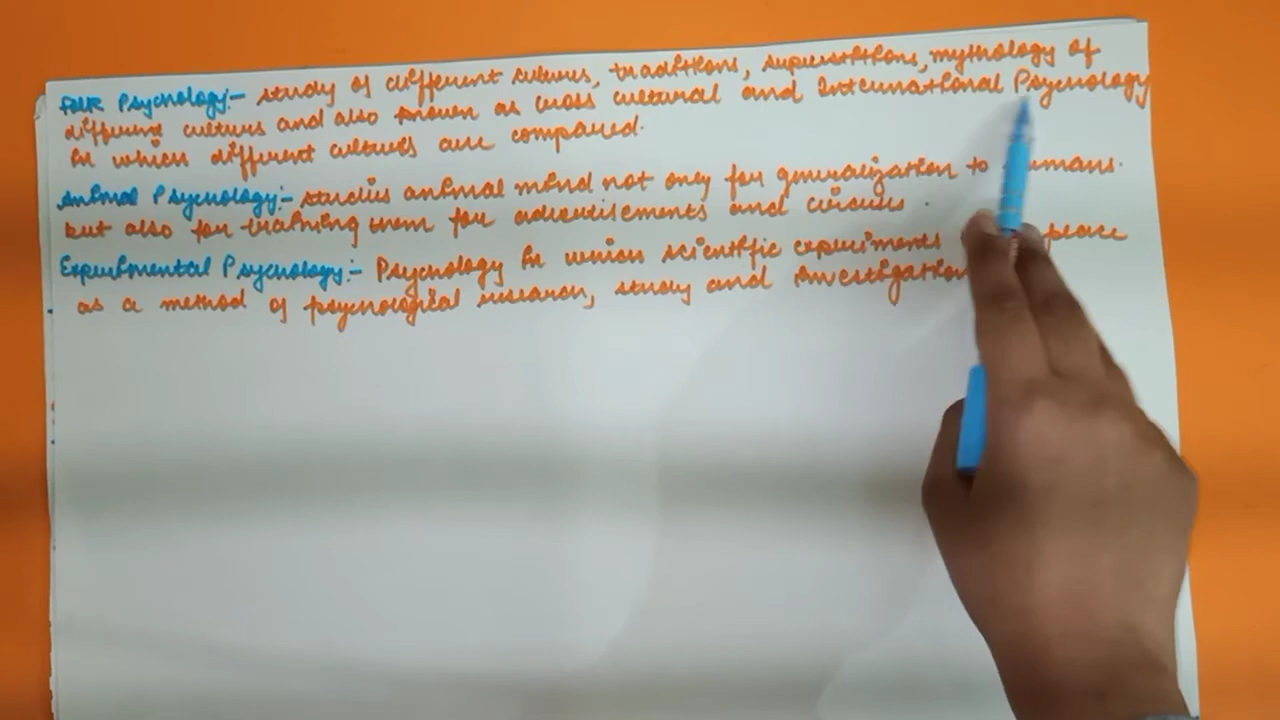 Folk Psychology:- study of different cultures, traditions, superstitions, mythology of
different cultures and also known as cross cultural and International Psychology
in which different cultures are compared.
Animal Psychology:- studies animal mind not only for generalization to humans.
but also for training them for advertisements and circuses.
Experimental Psychology:- Psychology in which scientific experiments place
as a method of psychological research, study and investigation